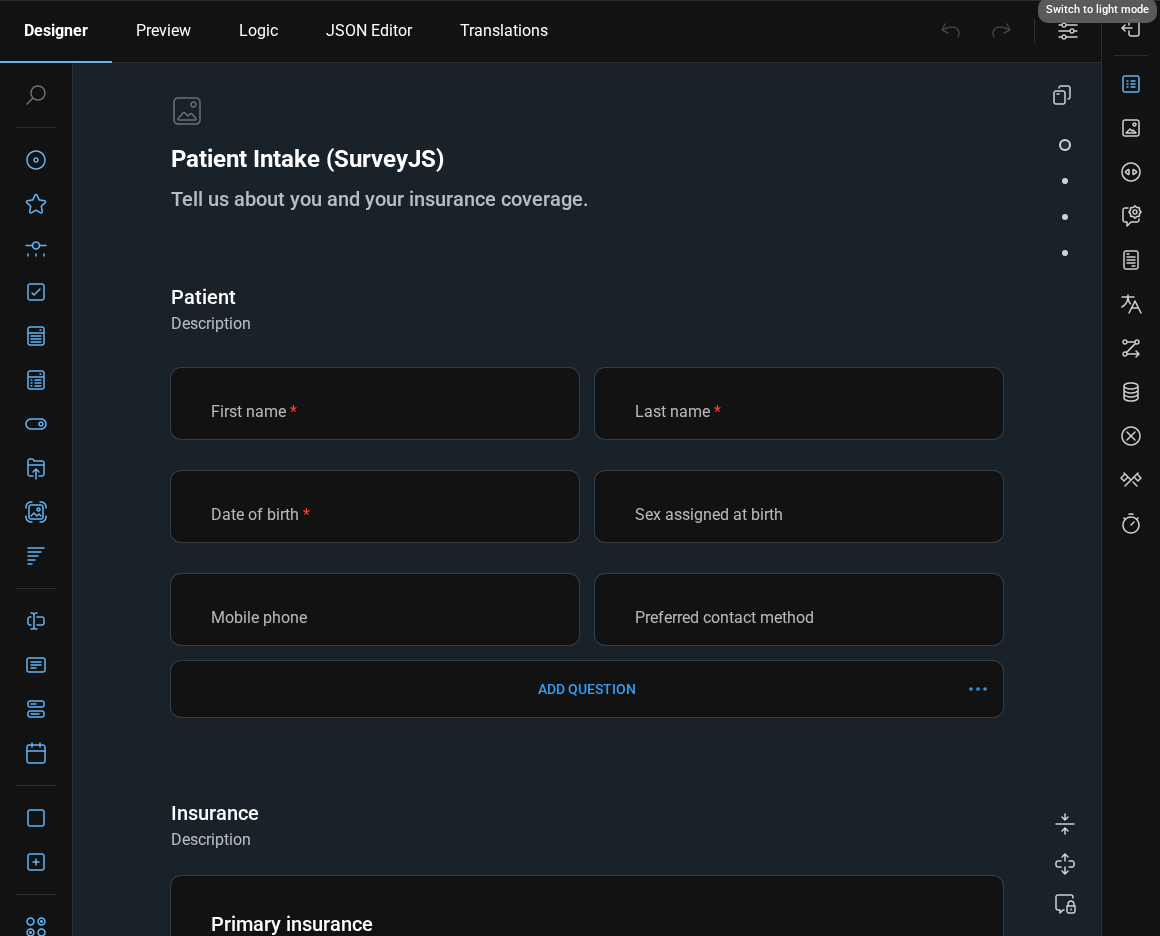 Switch to light mode
Designer Preview Logic JSON Editor Translations
Patient Intake (SurveyJS)
Tell us about you and your insurance coverage.
Patient
Description
First name * Last name *
Date of birth * Sex assigned at birth
Mobile phone Preferred contact method
ADD QUESTION
Insurance
Description
Primary insurance